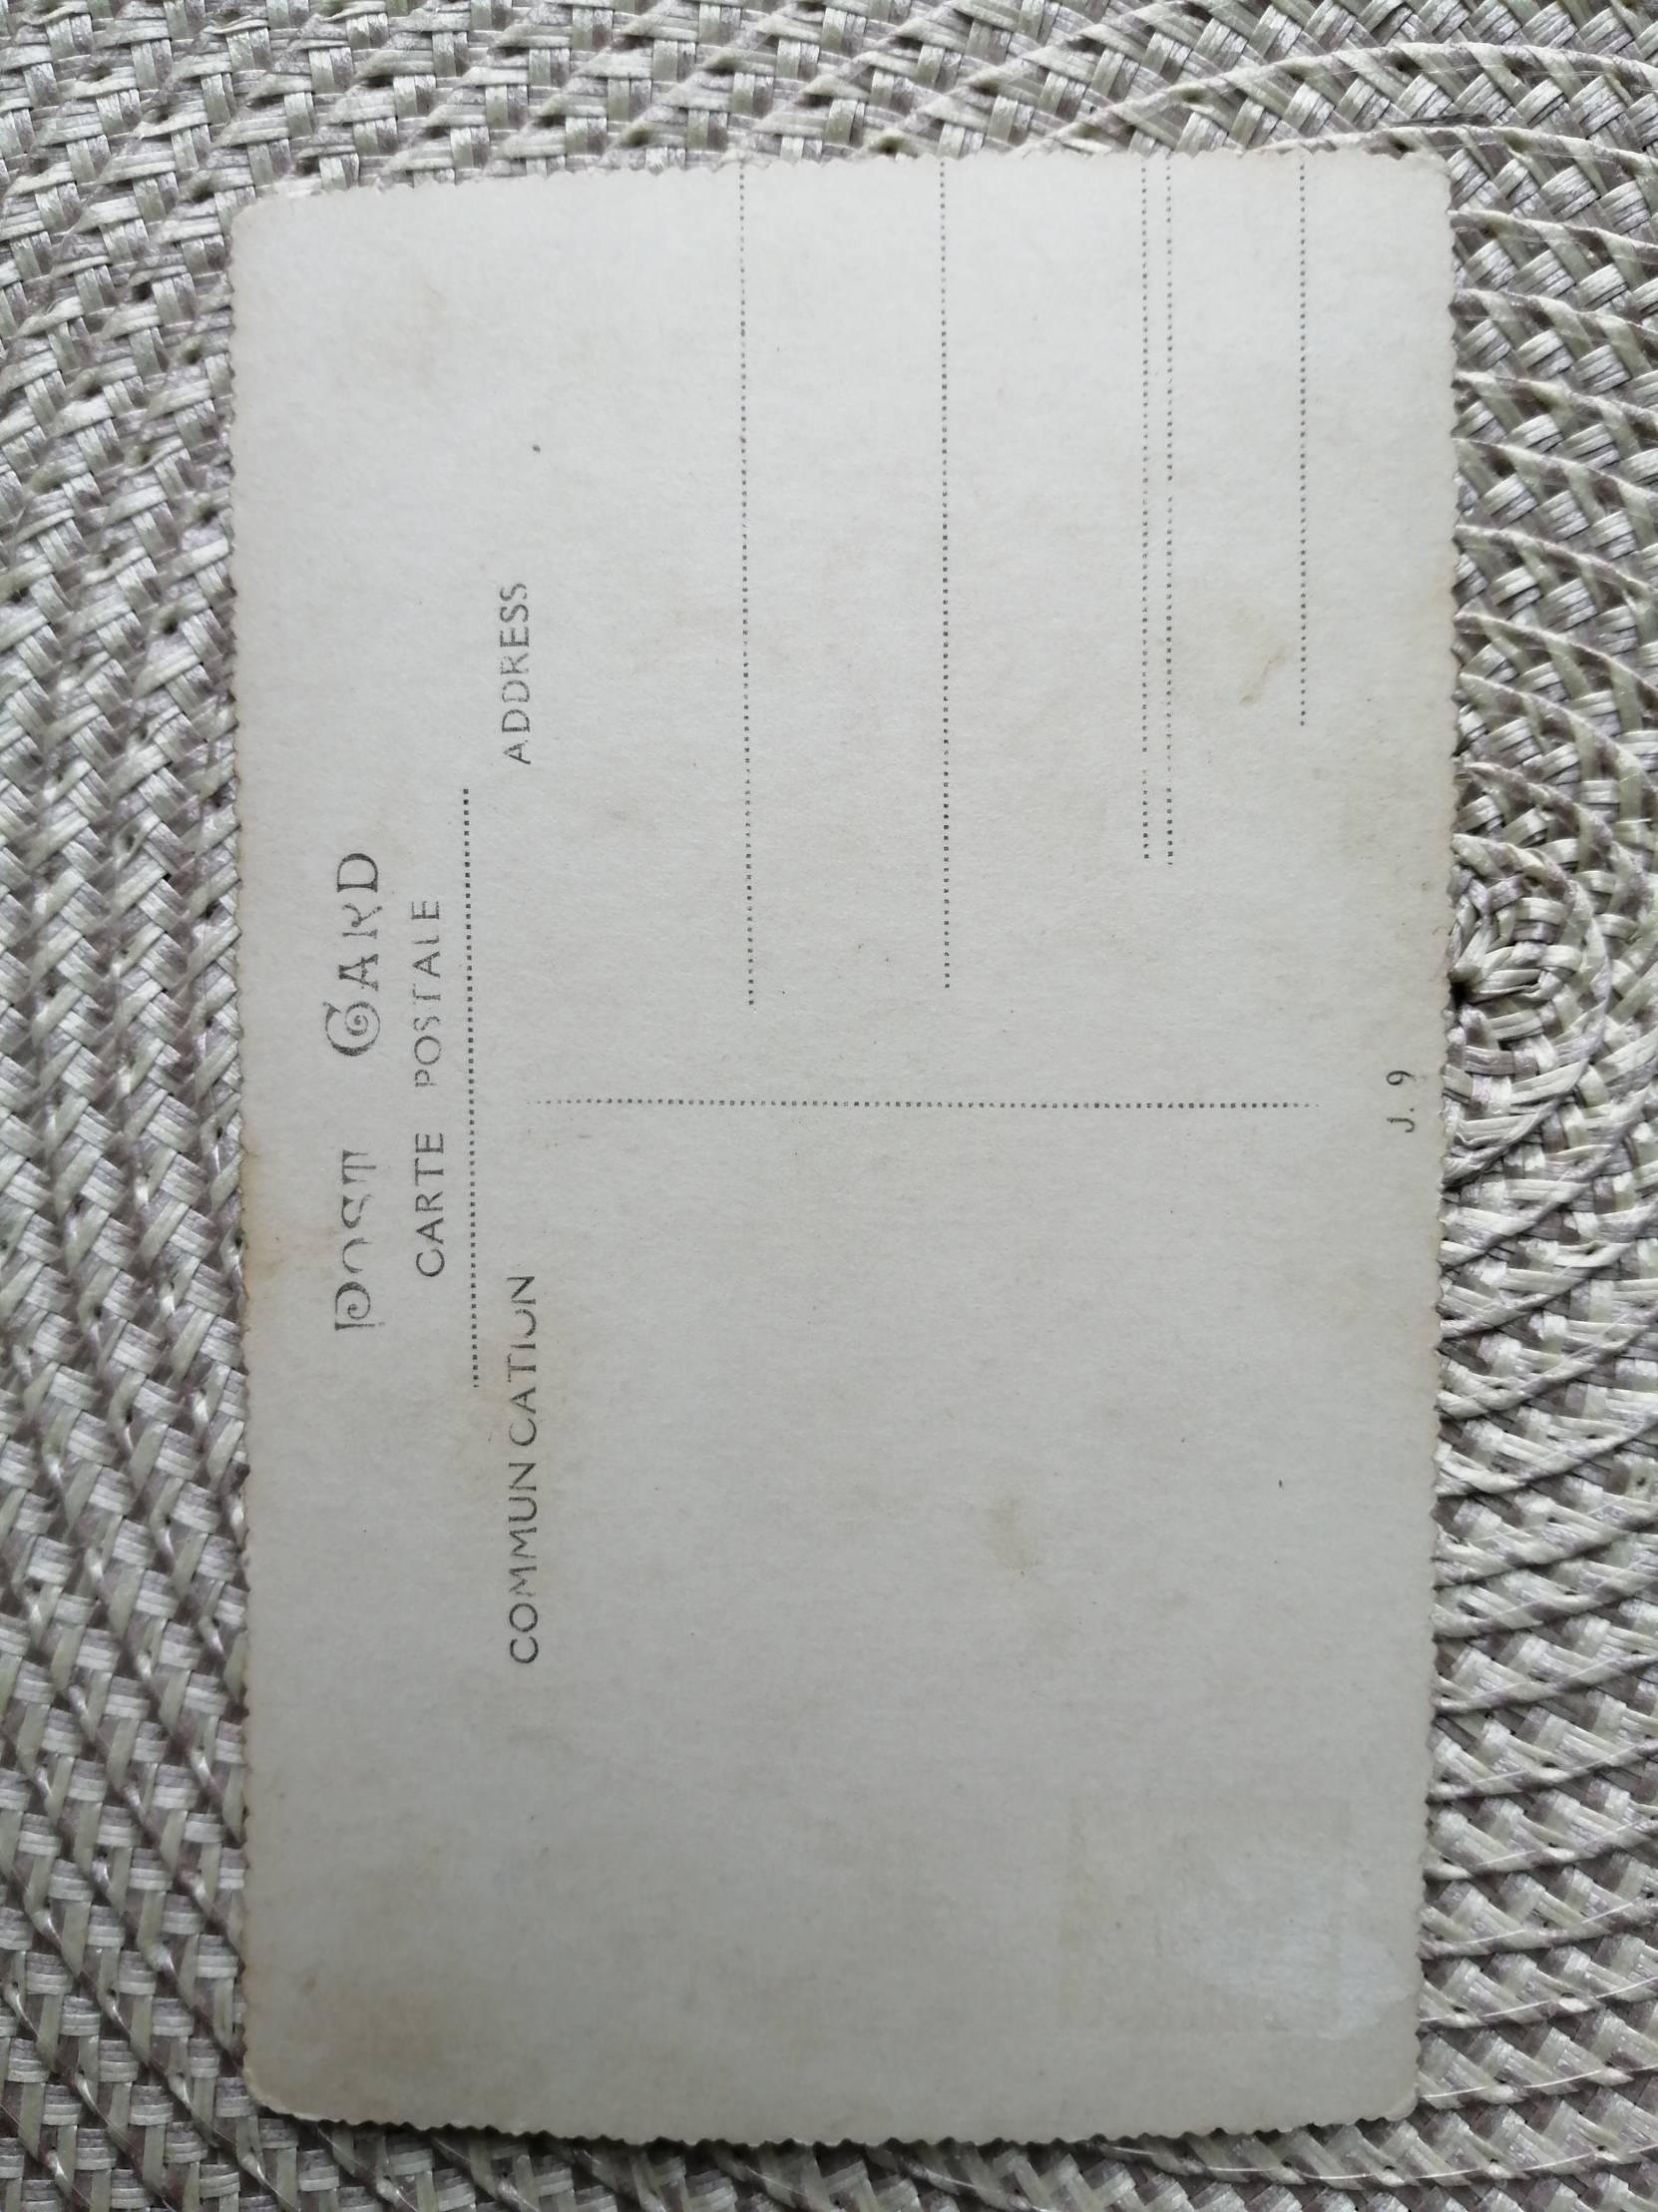 POST CARD
CARTE POSTALE
COMMUNICATION
ADDRESS
J. 9